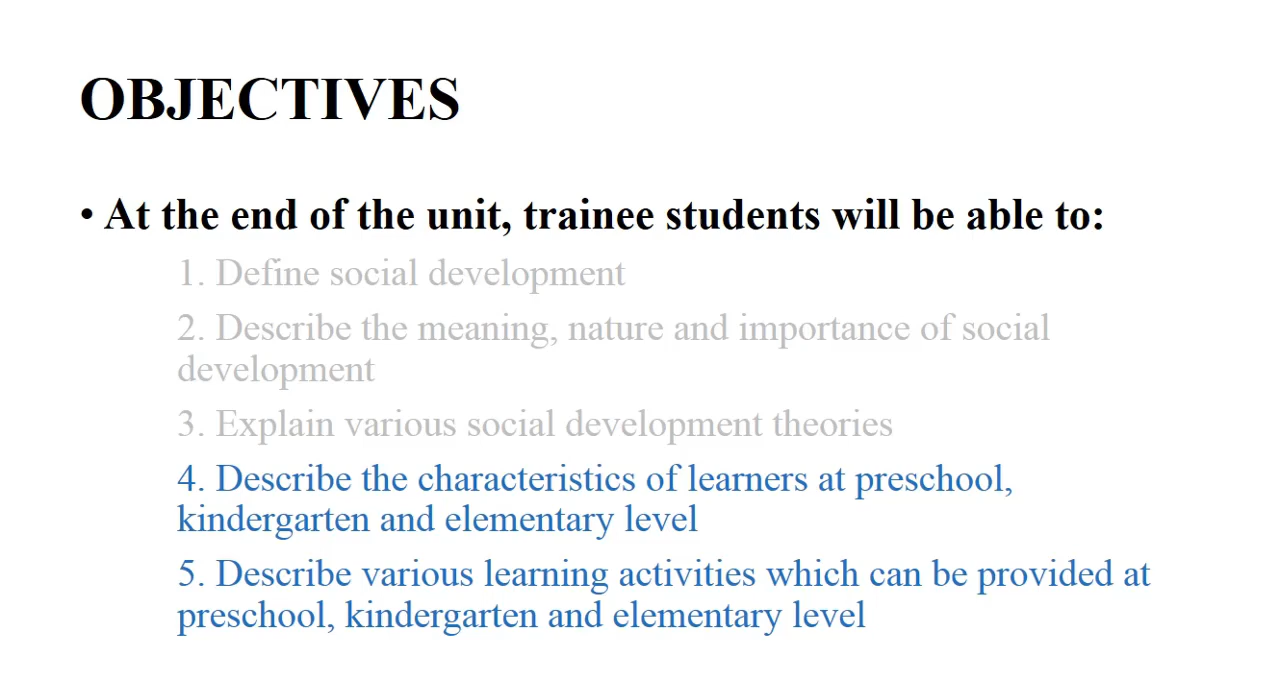 OBJECTIVES
• At the end of the unit, trainee students will be able to:
1. Define social development
2. Describe the meaning, nature and importance of social
development
3. Explain various social development theories
4. Describe the characteristics of learners at preschool,
kindergarten and elementary level
5. Describe various learning activities which can be provided at
preschool, kindergarten and elementary level